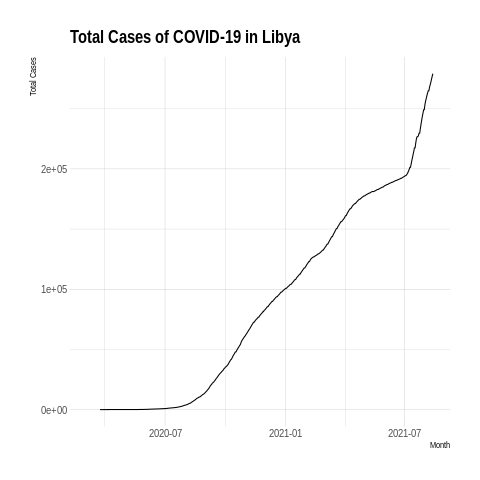 Total Cases of COVID-19 in Libya
Total Cases
2e+05
1e+05
0e+00
2020-07 2021-01 2021-07
Month